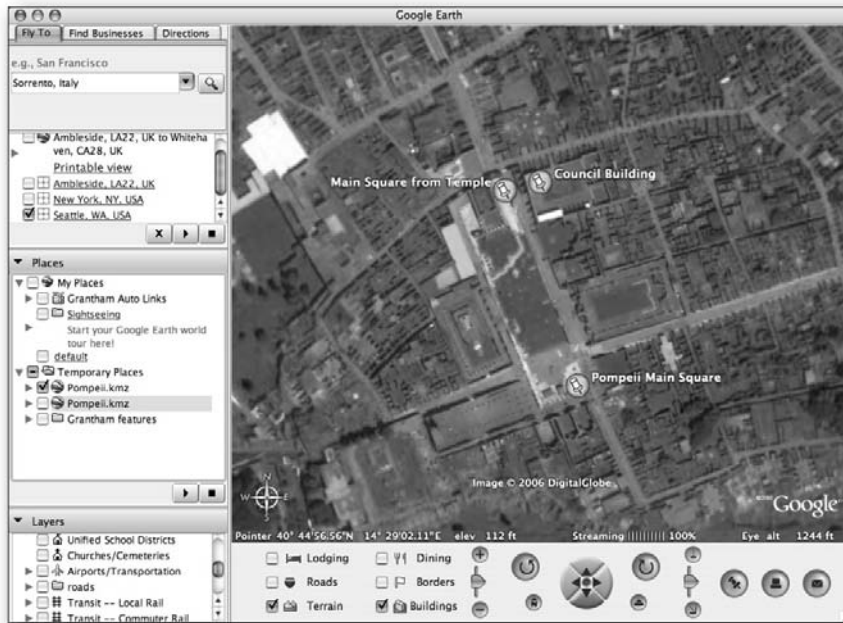 Google Earth
Fly To
Find Businesses
Directions
e.g., San Francisco
Sorrento, Italy
Ambleside, LA22, UK to Whiteha
ven, CA28, UK
Printable view
Ambleside, LA22, UK
New York, NY, USA
Seattle, WA, USA
Places
My Places
Grantham Auto Links
Sightseeing
Start your Google Earth world
tour here!
default
Temporary Places
Pompeii.kmz
Pompeii.kmz
Grantham features
Layers
Unified School Districts
Churches/Cemeteries
Airports/Transportation
roads
Transit -- Local Rail
Transit -- Commuter Rail
Main Square from Temple
Council Building
Pompeii Main Square
N
W
E
S
Image © 2006 DigitalGlobe
Google
Pointer 40° 44'56.56"N 14° 29'02.11"E elev 112 ft
Streaming |||||||||| 100%
Eye alt 1244 ft
Lodging
Dining
Roads
Borders
Terrain
Buildings